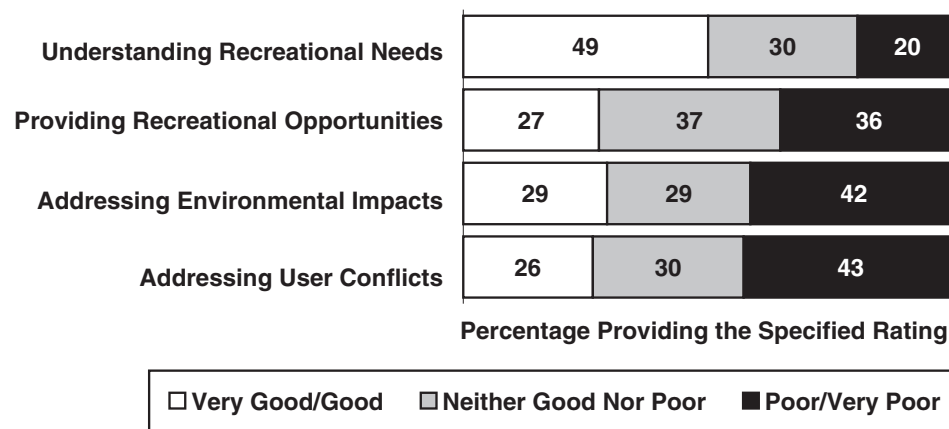 Understanding Recreational Needs 49 30 20
Providing Recreational Opportunities 27 37 36
Addressing Environmental Impacts 29 29 42
Addressing User Conflicts 26 30 43
Percentage Providing the Specified Rating
Very Good/Good Neither Good Nor Poor Poor/Very Poor